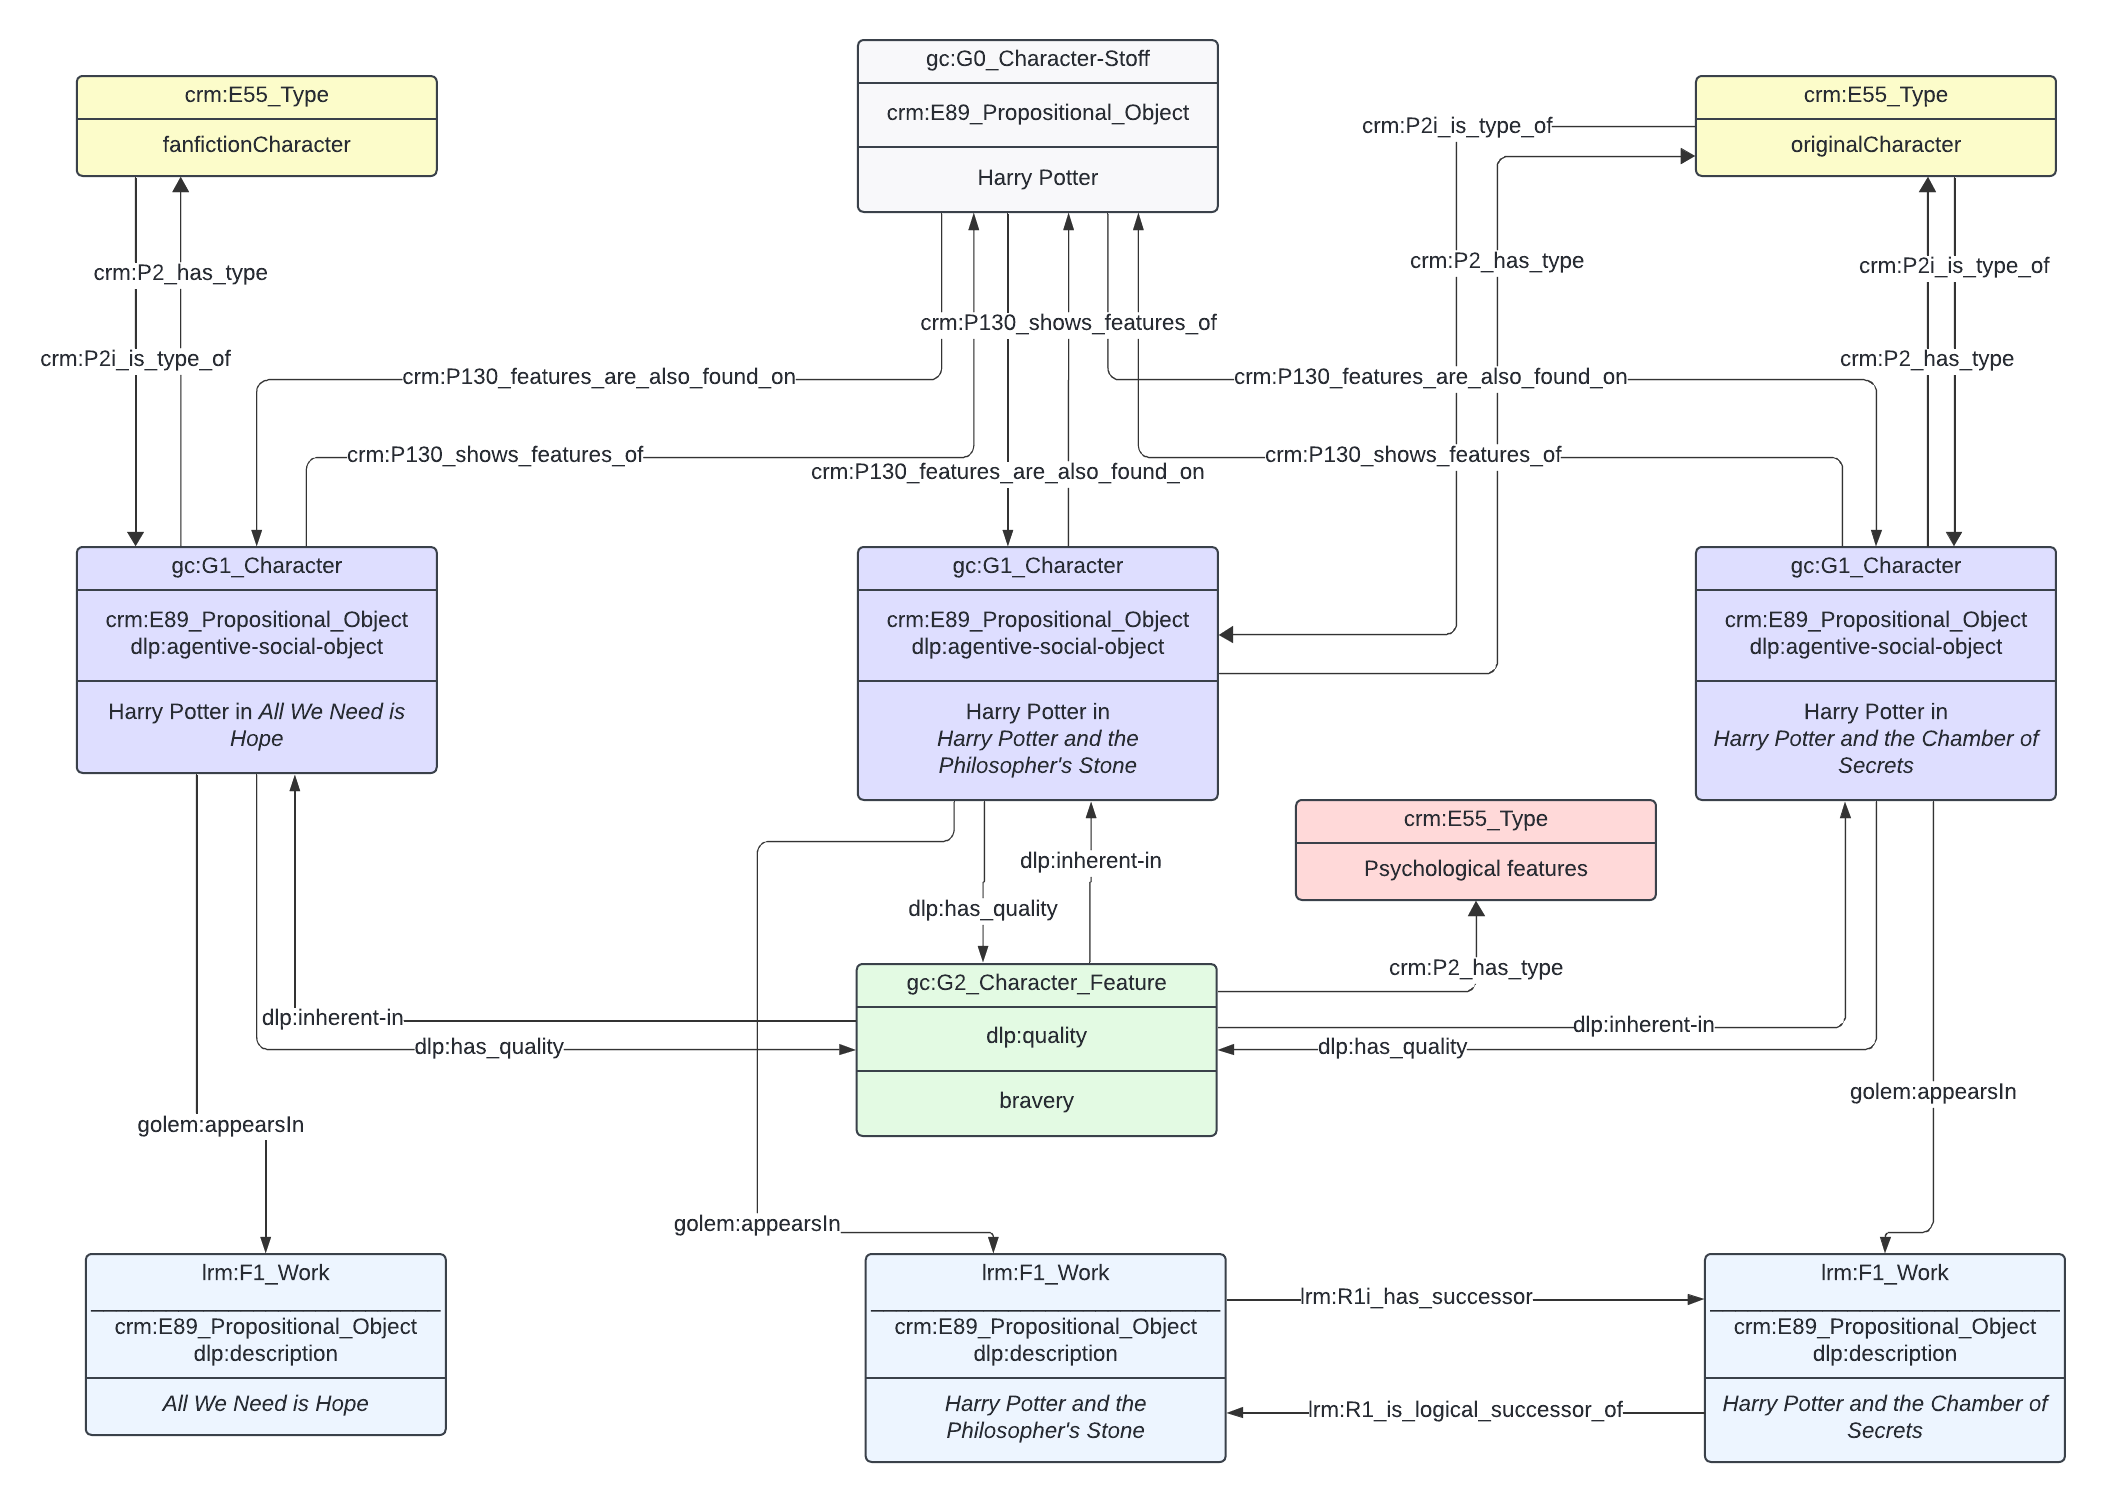 gc:G0_Character-Stoff
crm:E89_Propositional_Object
Harry Potter
crm:E55_Type
fanfictionCharacter
crm:E55_Type
originalCharacter
crm:P2i_is_type_of
crm:P2_has_type
crm:P2_has_type
crm:P2i_is_type_of
crm:P130_shows_features_of
crm:P2i_is_type_of
crm:P2_has_type
crm:P130_features_are_also_found_on
crm:P130_features_are_also_found_on
crm:P130_shows_features_of
crm:P130_shows_features_of
crm:P130_features_are_also_found_on
gc:G1_Character
crm:E89_Propositional_Object
dlp:agentive-social-object
Harry Potter in All We Need is
Hope
gc:G1_Character
crm:E89_Propositional_Object
dlp:agentive-social-object
Harry Potter in
Harry Potter and the
Philosopher's Stone
gc:G1_Character
crm:E89_Propositional_Object
dlp:agentive-social-object
Harry Potter in
Harry Potter and the Chamber of
Secrets
crm:E55_Type
Psychological features
dlp:inherent-in
dlp:has_quality
crm:P2_has_type
gc:G2_Character_Feature
dlp:quality
bravery
dlp:inherent-in
dlp:has_quality
dlp:inherent-in
dlp:has_quality
golem:appearsIn
golem:appearsIn
golem:appearsIn
lrm:F1_Work
crm:E89_Propositional_Object
dlp:description
All We Need is Hope
lrm:F1_Work
crm:E89_Propositional_Object
dlp:description
Harry Potter and the
Philosopher's Stone
lrm:R1i_has_successor
lrm:R1_is_logical_successor_of
lrm:F1_Work
crm:E89_Propositional_Object
dlp:description
Harry Potter and the Chamber of
Secrets